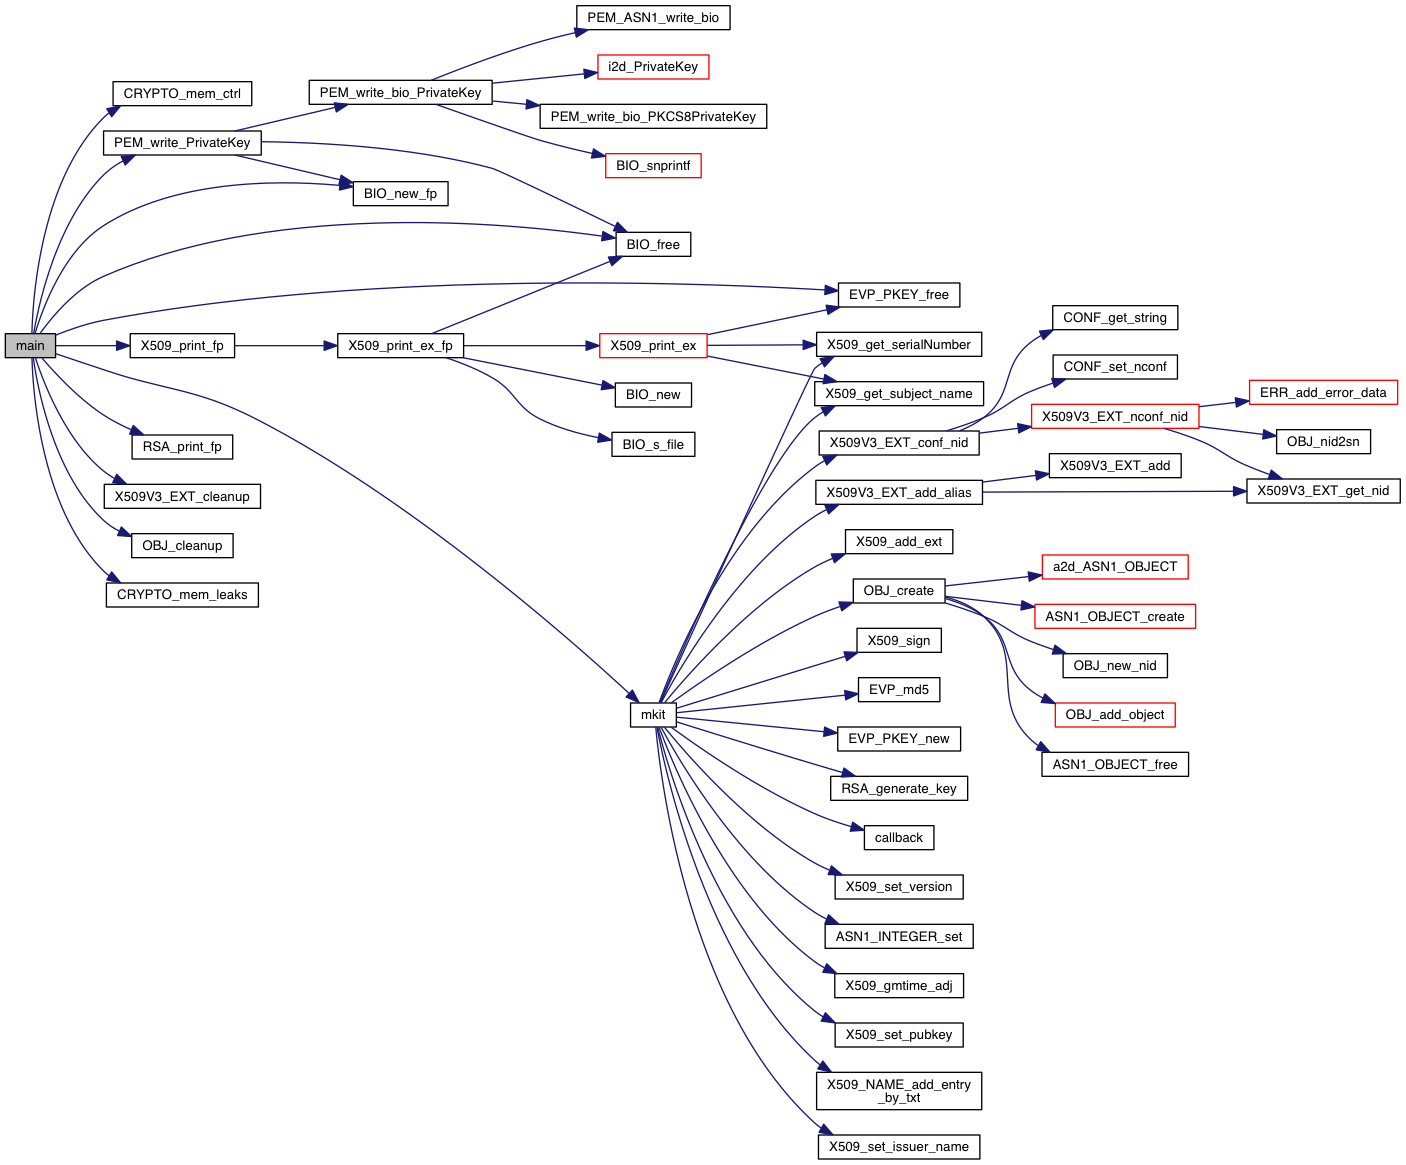 PEM_ASN1_write_bio
i2d_PrivateKey
CRYPTO_mem_ctrl
PEM_write_bio_PrivateKey
PEM_write_bio_PKCS8PrivateKey
PEM_write_PrivateKey
BIO_snprintf
BIO_new_fp
BIO_free
EVP_PKEY_free
CONF_get_string
main
X509_print_fp
X509_print_ex_fp
X509_print_ex
X509_get_serialNumber
CONF_set_nconf
BIO_new
X509_get_subject_name
ERR_add_error_data
X509V3_EXT_nconf_nid
RSA_print_fp
BIO_s_file
X509V3_EXT_conf_nid
OBJ_nid2sn
X509V3_EXT_add
X509V3_EXT_cleanup
X509V3_EXT_add_alias
X509V3_EXT_get_nid
OBJ_cleanup
X509_add_ext
a2d_ASN1_OBJECT
CRYPTO_mem_leaks
OBJ_create
ASN1_OBJECT_create
X509_sign
OBJ_new_nid
EVP_md5
mkit
OBJ_add_object
EVP_PKEY_new
ASN1_OBJECT_free
RSA_generate_key
callback
X509_set_version
ASN1_INTEGER_set
X509_gmtime_adj
X509_set_pubkey
X509_NAME_add_entry
_by_txt
X509_set_issuer_name